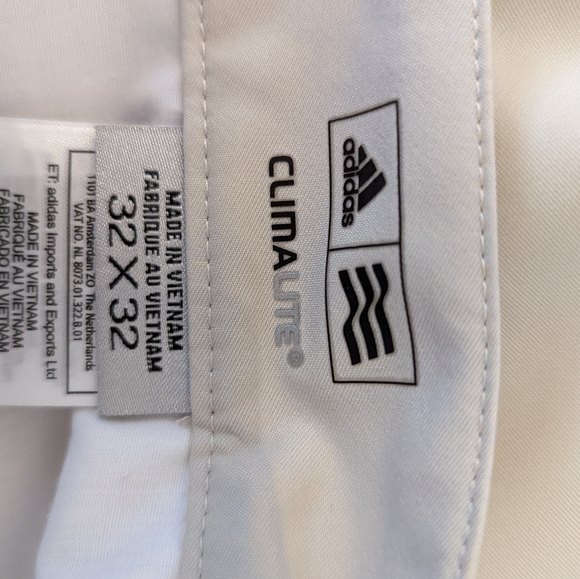 adidas
CLIMALITE®
MADE IN VIETNAM
FABRIQUE AU VIETNAM
32 X 32
1101 BA Amsterdam ZO The Netherlands
VAT NO. NL 8073.01.322.B.01
ET: adidas Imports and Exports Ltd
MADE IN VIETNAM
FABRIQUÉ AU VIETNAM
FABRICADO EN VIETNAM